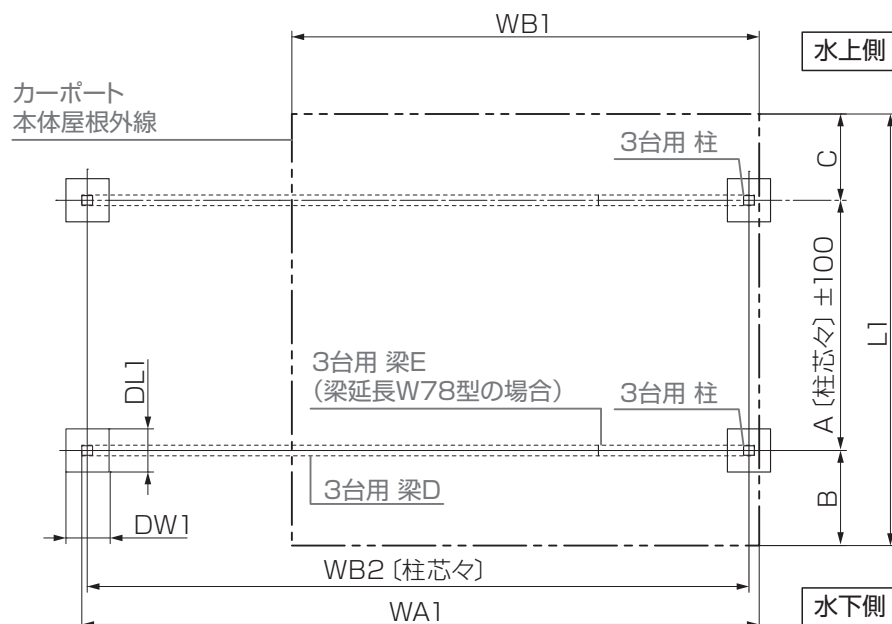 WB1
水上側
カーポート
本体屋根外線
3台用 柱
C
A〔柱芯々〕±100
L1
3台用 梁E
(梁延長W78型の場合)
3台用 柱
DL1
3台用 梁D
B
DW1
WB2〔柱芯々〕
WA1
水下側